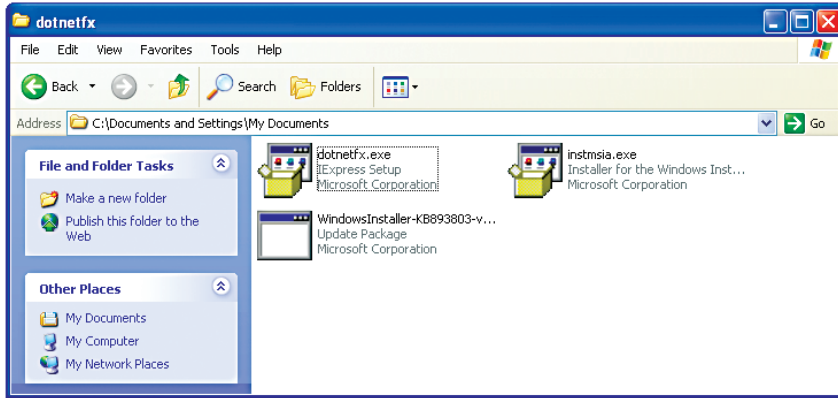 dotnetfx
File Edit View Favorites Tools Help
Back Search Folders
Address C:\Documents and Settings\My Documents Go
File and Folder Tasks
Make a new folder
Publish this folder to the
Web
Other Places
My Documents
My Computer
My Network Places
dotnetfx.exe
IExpress Setup
Microsoft Corporation
instmsia.exe
Installer for the Windows Inst...
Microsoft Corporation
WindowsInstaller-KB893803-v...
Update Package
Microsoft Corporation